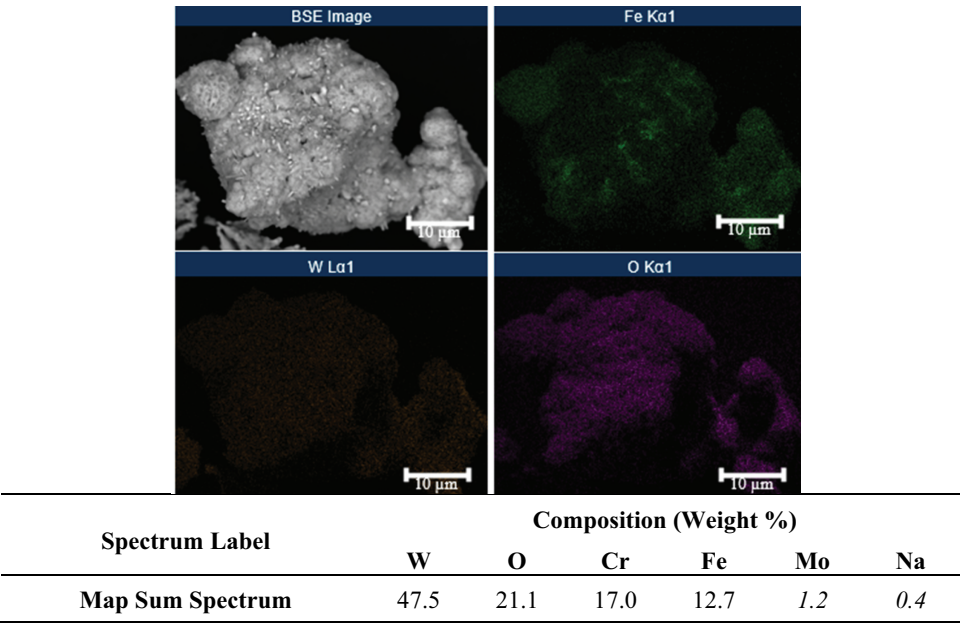 BSE Image
Fe Kα1
10 µm
10 µm
W Lα1
O Kα1
10 µm
10 µm
Spectrum Label
Composition (Weight %)
W O Cr Fe Mo Na
Map Sum Spectrum 47.5 21.1 17.0 12.7 1.2 0.4